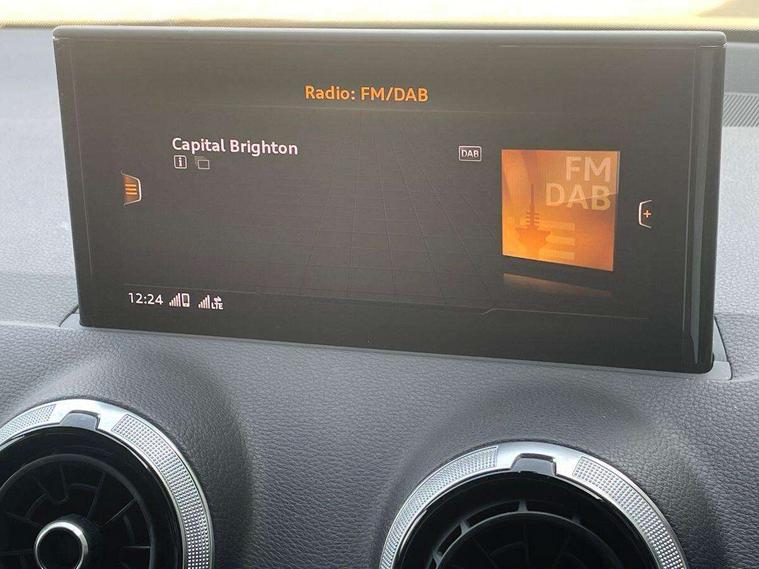 Radio: FM/DAB
Capital Brighton
DAB
FM
DAB
12:24
LTE